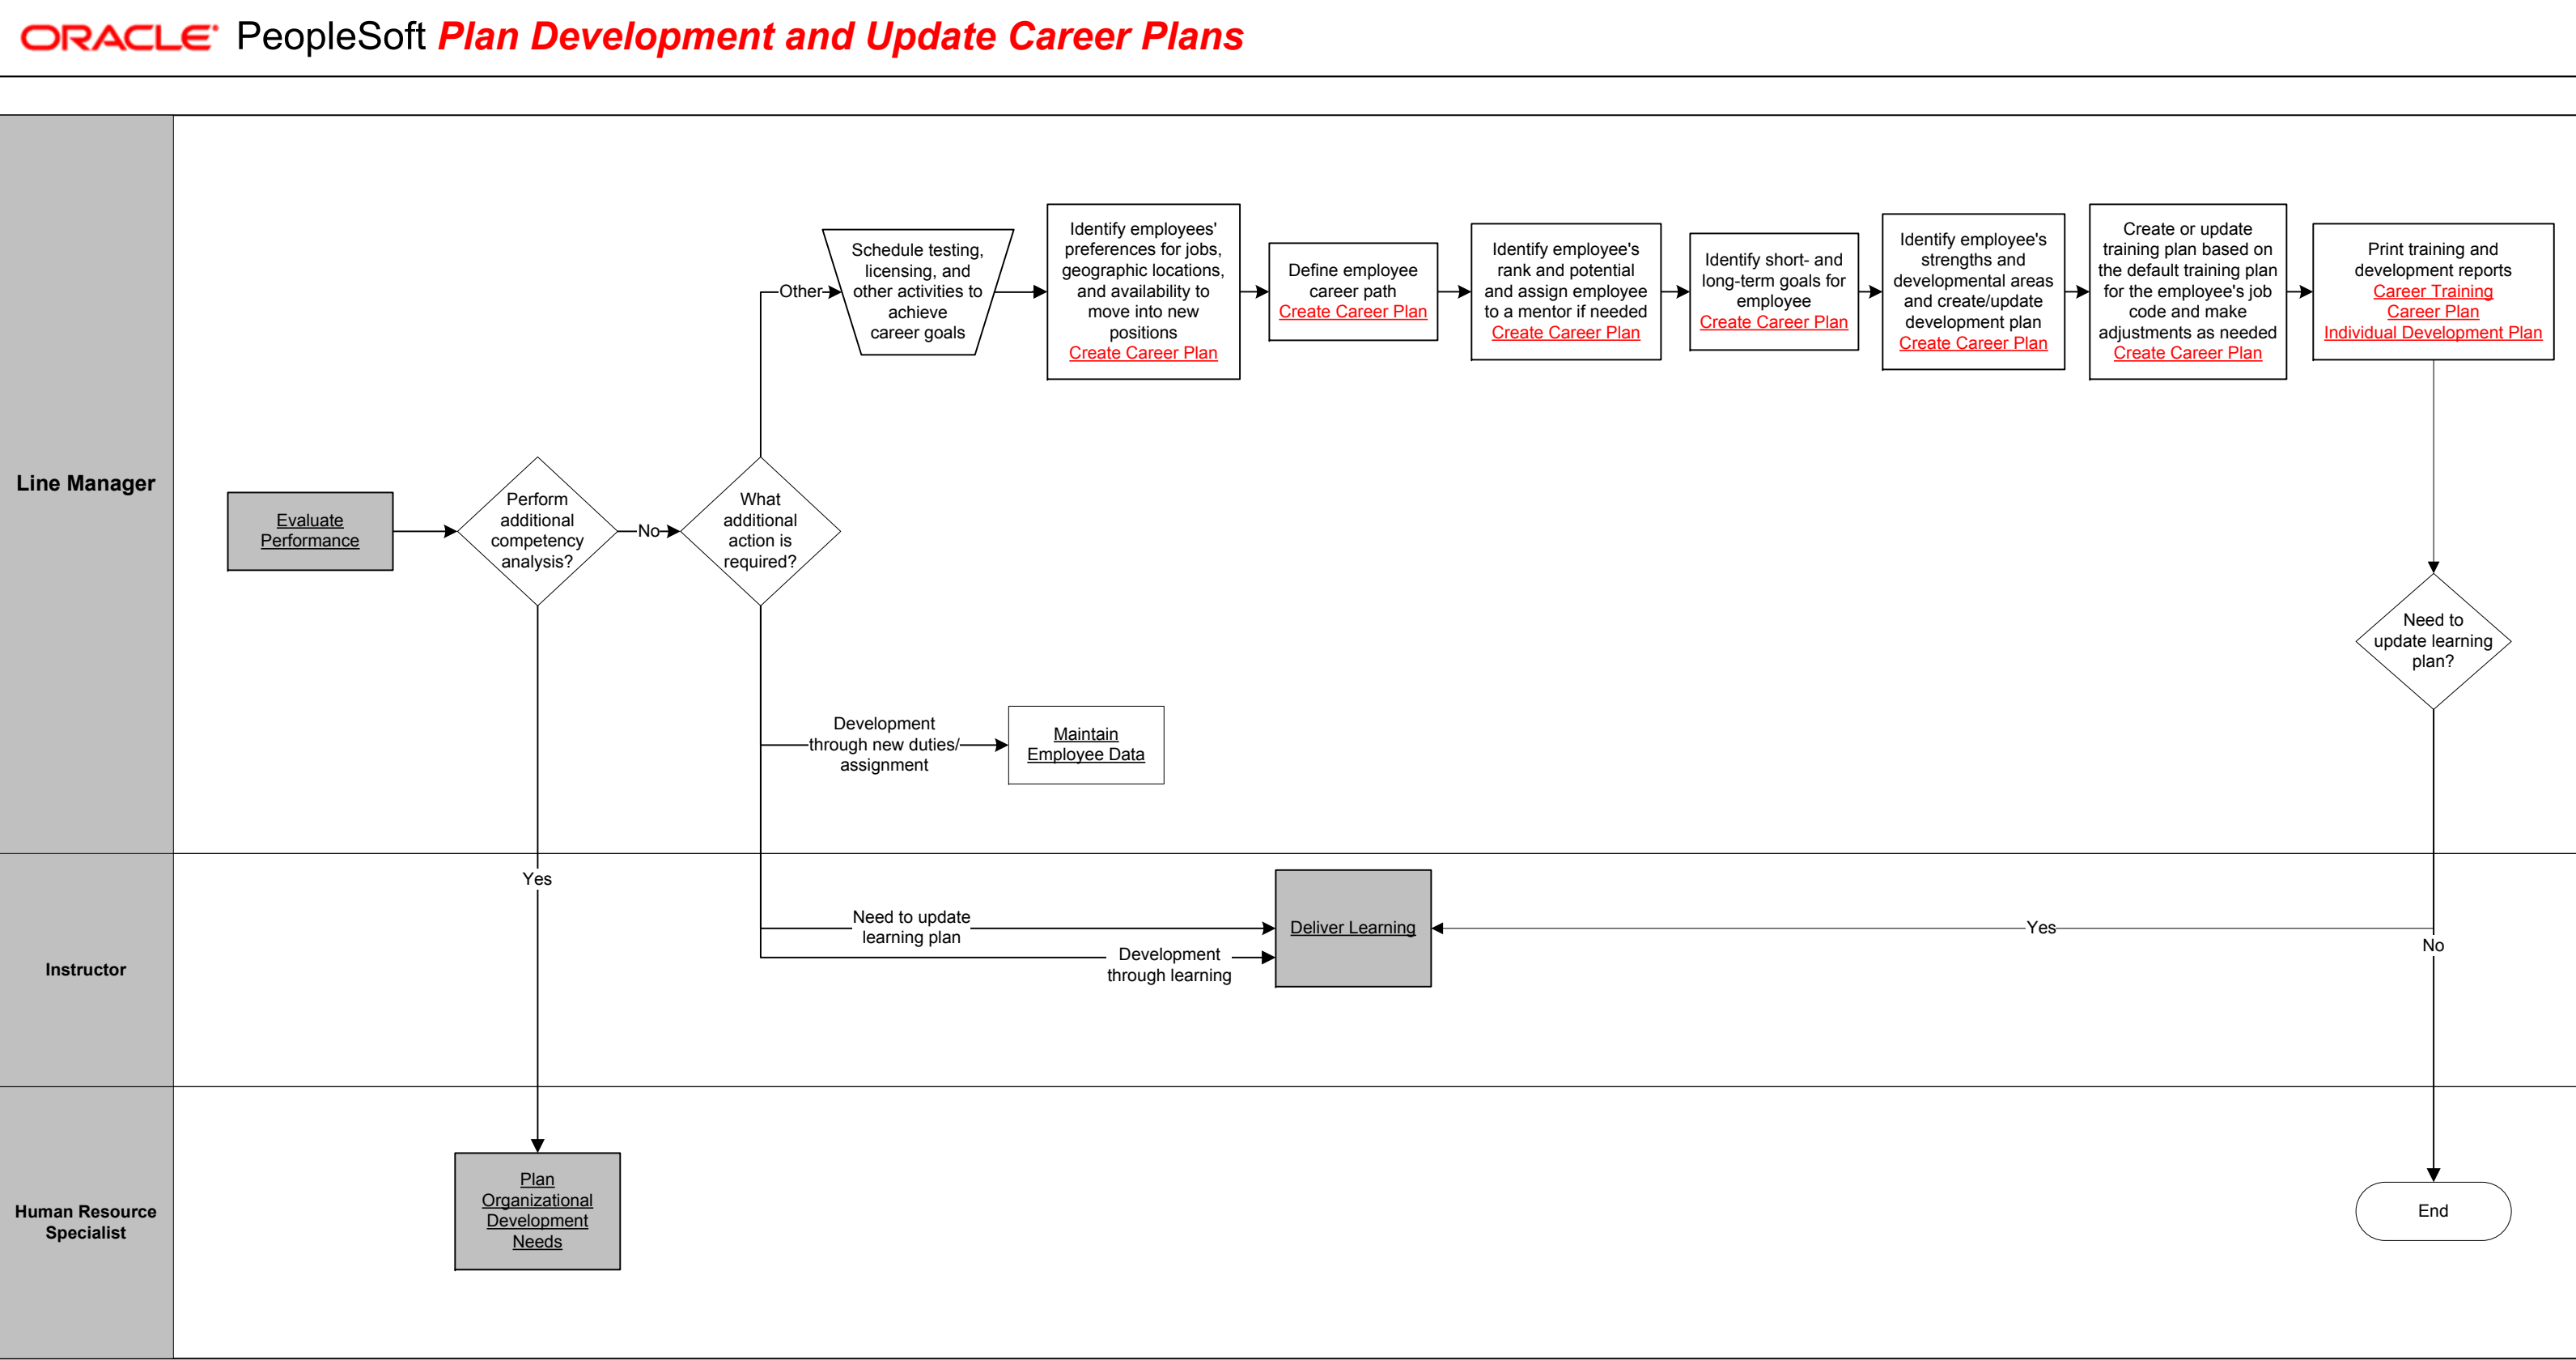 ORACLE PeopleSoft Plan Development and Update Career Plans
Line Manager
Schedule testing,
licensing, and
other activities to
achieve
career goals
Identify employees'
preferences for jobs,
geographic locations,
and availability to
move into new
positions
Create Career Plan
Define employee
career path
Create Career Plan
Identify employee's
rank and potential
and assign employee
to a mentor if needed
Create Career Plan
Identify short- and
long-term goals for
employee
Create Career Plan
Identify employee's
strengths and
developmental areas
and create/update
development plan
Create Career Plan
Create or update
training plan based on
the default training plan
for the employee's job
code and make
adjustments as needed
Create Career Plan
Print training and
development reports
Career Training
Career Plan
Individual Development Plan
Other
Evaluate
Performance
Perform
additional
competency
analysis?
No
What
additional
action is
required?
Need to
update learning
plan?
Development
through new duties/
assignment
Maintain
Employee Data
Instructor
Yes
Need to update
learning plan
Development
through learning
Deliver Learning
Yes
No
Human Resource
Specialist
Plan
Organizational
Development
Needs
End